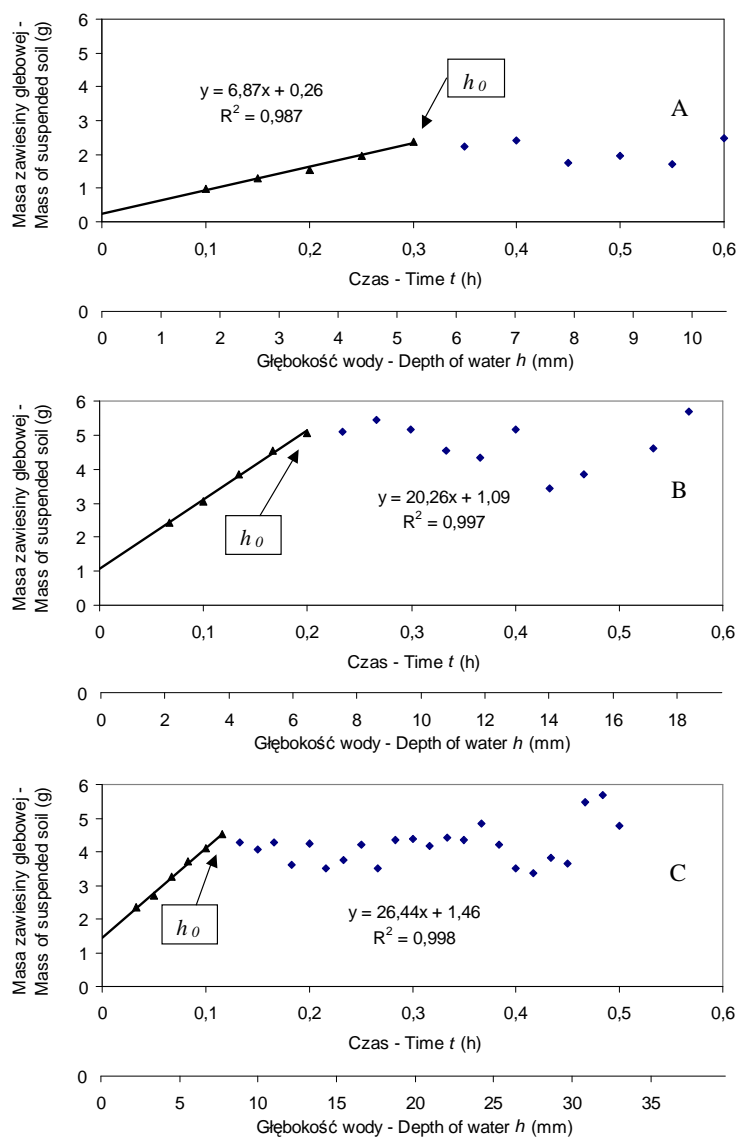 Masa zawiesiny glebowej -
Mass of suspended soil (g)
6
5
4
3
2
1
0
y = 6,87x + 0,26
R² = 0,987
h₀
A
0 0,1 0,2 0,3 0,4 0,5 0,6
Czas - Time t (h)
0
0 1 2 3 4 5 6 7 8 9 10
Głębokość wody - Depth of water h (mm)
Masa zawiesiny glebowej -
Mass of suspended soil (g)
6
5
4
3
2
1
0
y = 20,26x + 1,09
R² = 0,997
h₀
B
0 0,1 0,2 0,3 0,4 0,5 0,6
Czas - Time t (h)
0
0 2 4 6 8 10 12 14 16 18
Głębokość wody - Depth of water h (mm)
Masa zawiesiny glebowej -
Mass of suspended soil (g)
6
5
4
3
2
1
0
h₀
y = 26,44x + 1,46
R² = 0,998
C
0 0,1 0,2 0,3 0,4 0,5 0,6
Czas - Time t (h)
0
0 5 10 15 20 25 30 35
Głębokość wody - Depth of water h (mm)